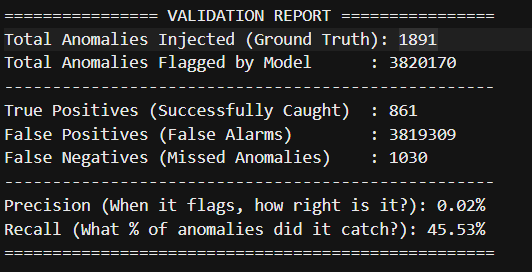 ================ VALIDATION REPORT ================
Total Anomalies Injected (Ground Truth): 1891
Total Anomalies Flagged by Model      : 3820170
---------------------------------------------------
True Positives (Successfully Caught)  : 861
False Positives (False Alarms)        : 3819309
False Negatives (Missed Anomalies)    : 1030
---------------------------------------------------
Precision (When it flags, how right is it?): 0.02%
Recall (What % of anomalies did it catch?): 45.53%
===================================================